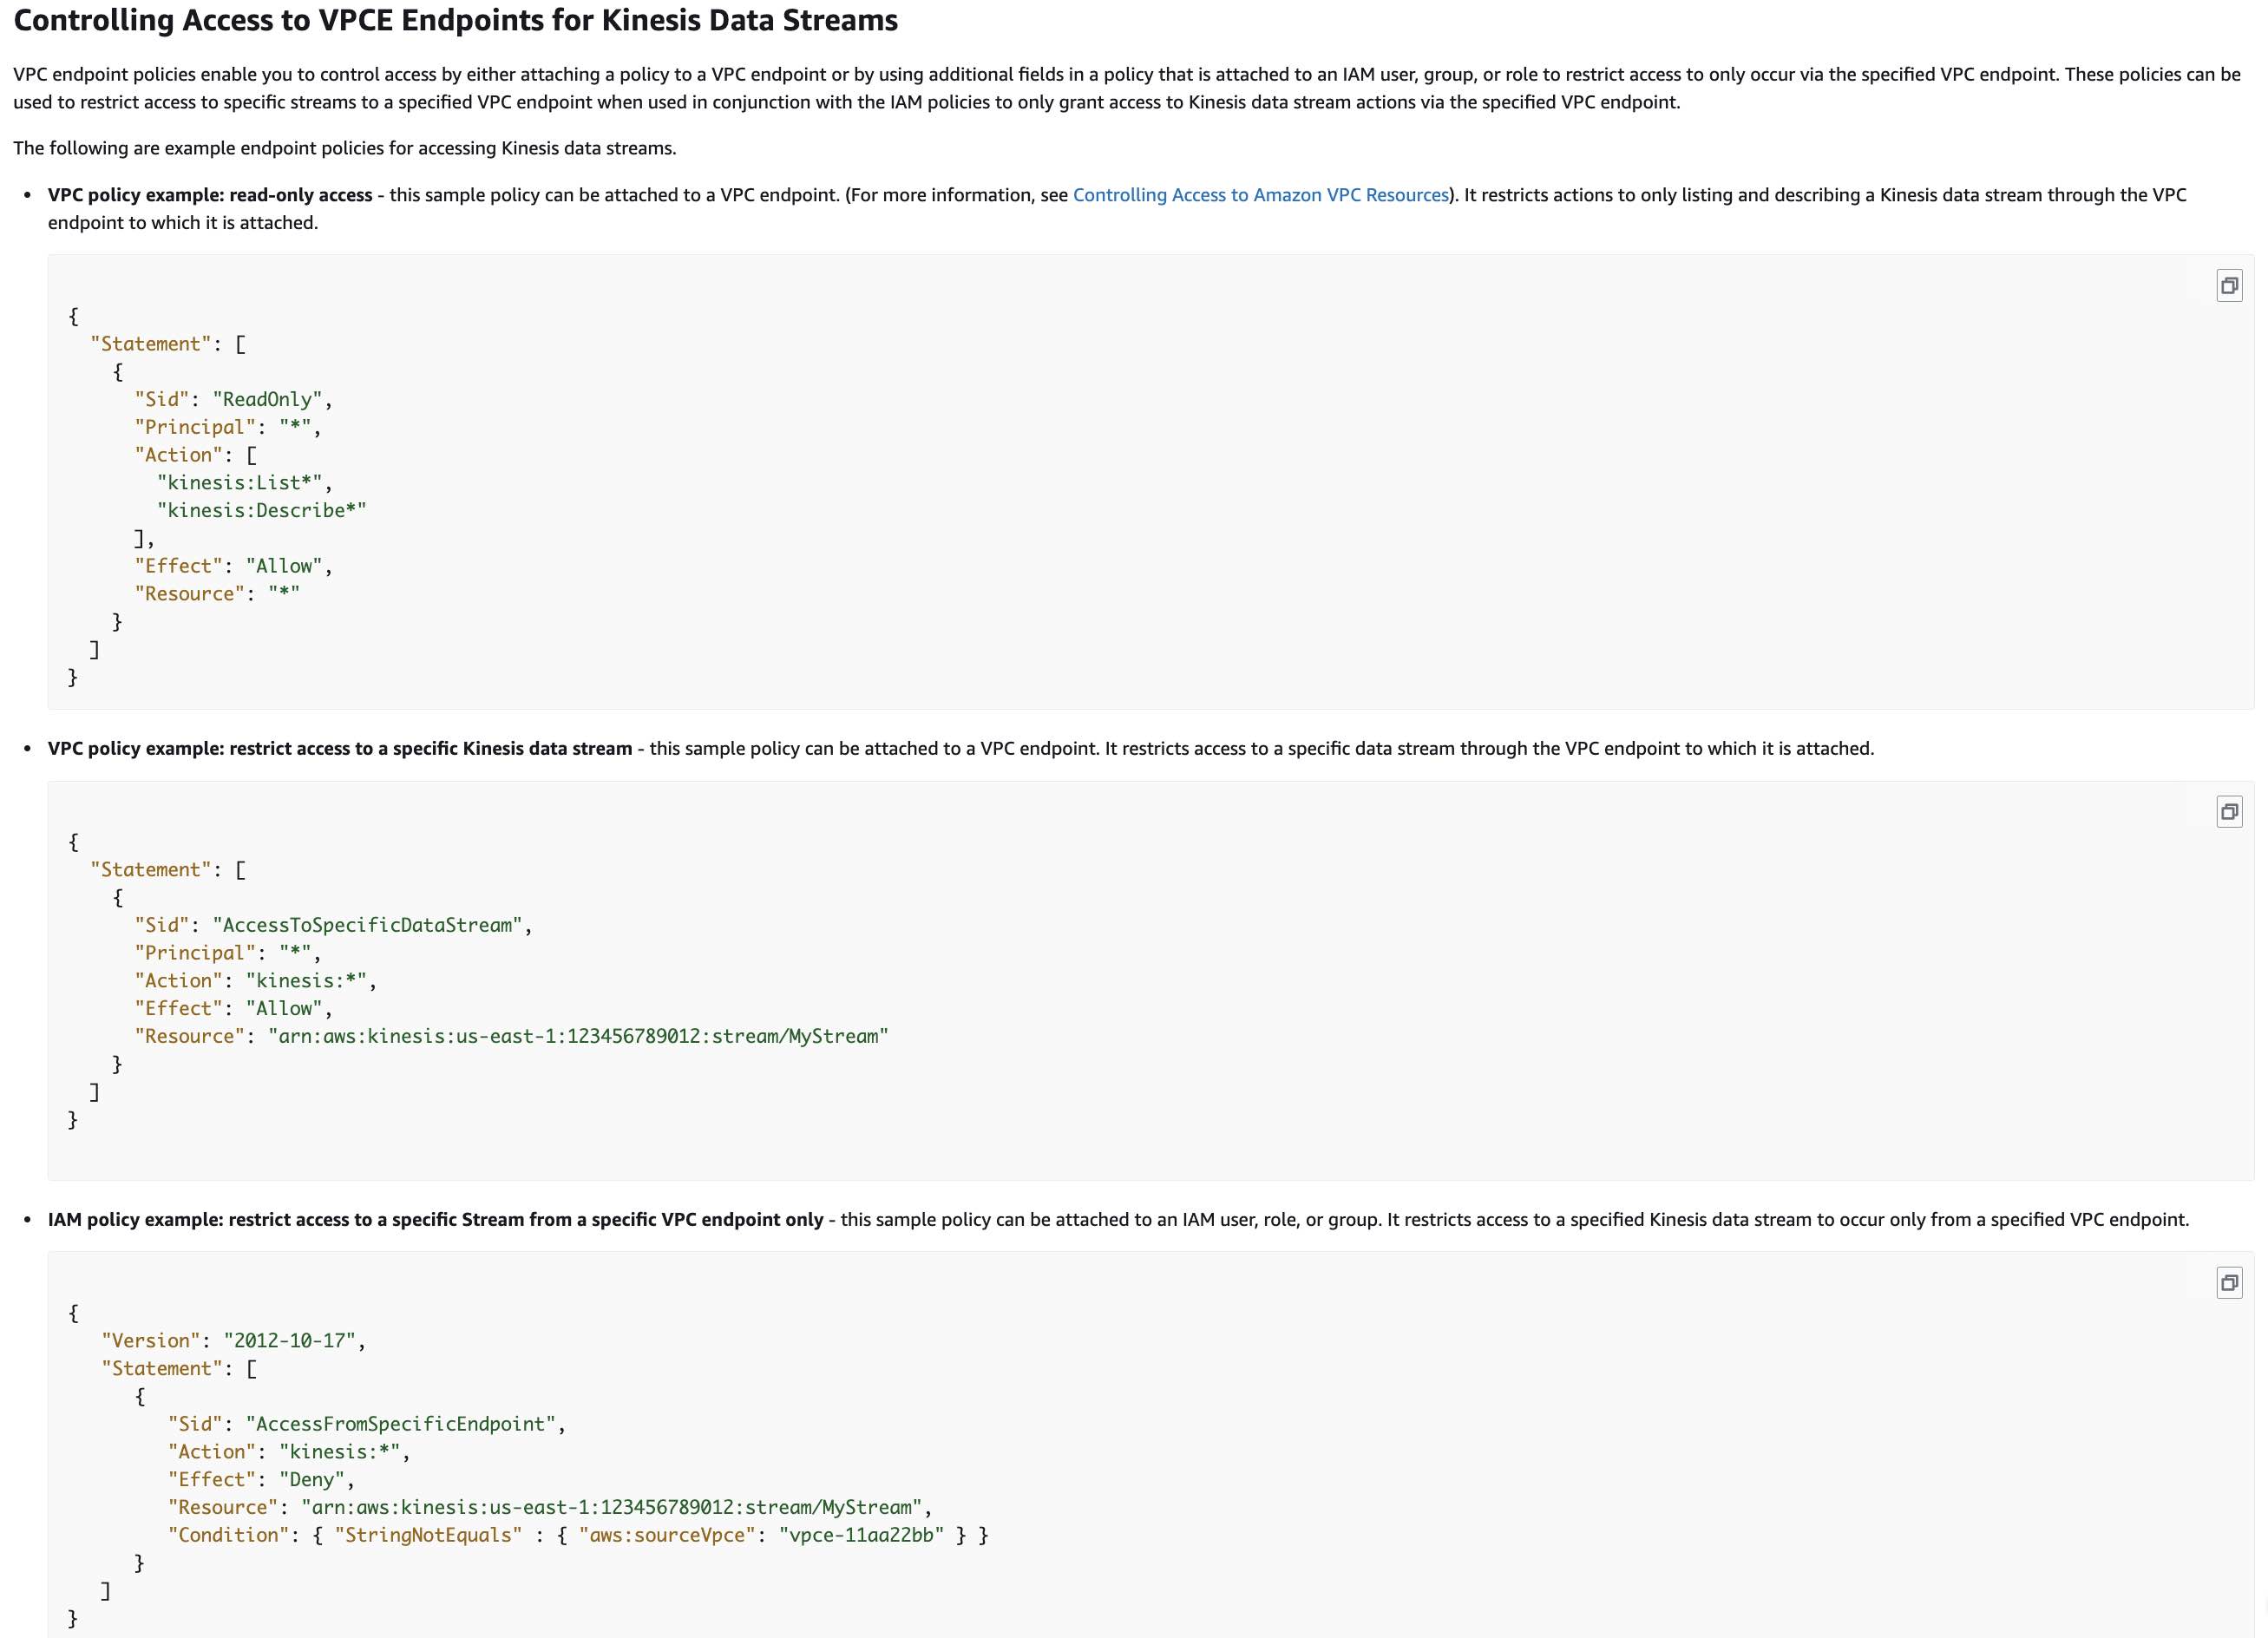 Controlling Access to VPCE Endpoints for Kinesis Data Streams
VPC endpoint policies enable you to control access by either attaching a policy to a VPC endpoint or by using additional fields in a policy that is attached to an IAM user, group, or role to restrict access to only occur via the specified VPC endpoint. These policies can be
used to restrict access to specific streams to a specified VPC endpoint when used in conjunction with the IAM policies to only grant access to Kinesis data stream actions via the specified VPC endpoint.
The following are example endpoint policies for accessing Kinesis data streams.
• VPC policy example: read-only access - this sample policy can be attached to a VPC endpoint. (For more information, see Controlling Access to Amazon VPC Resources). It restricts actions to only listing and describing a Kinesis data stream through the VPC
endpoint to which it is attached.
{
  "Statement": [
    {
      "Sid": "ReadOnly",
      "Principal": "*",
      "Action": [
        "kinesis:List*",
        "kinesis:Describe*"
      ],
      "Effect": "Allow",
      "Resource": "*"
    }
  ]
}
• VPC policy example: restrict access to a specific Kinesis data stream - this sample policy can be attached to a VPC endpoint. It restricts access to a specific data stream through the VPC endpoint to which it is attached.
{
  "Statement": [
    {
      "Sid": "AccessToSpecificDataStream",
      "Principal": "*",
      "Action": "kinesis:*",
      "Effect": "Allow",
      "Resource": "arn:aws:kinesis:us-east-1:123456789012:stream/MyStream"
    }
  ]
}
• IAM policy example: restrict access to a specific Stream from a specific VPC endpoint only - this sample policy can be attached to an IAM user, role, or group. It restricts access to a specified Kinesis data stream to occur only from a specified VPC endpoint.
{
   "Version": "2012-10-17",
   "Statement": [
      {
         "Sid": "AccessFromSpecificEndpoint",
         "Action": "kinesis:*",
         "Effect": "Deny",
         "Resource": "arn:aws:kinesis:us-east-1:123456789012:stream/MyStream",
         "Condition": { "StringNotEquals" : { "aws:sourceVpce": "vpce-11aa22bb" } }
      }
   ]
}